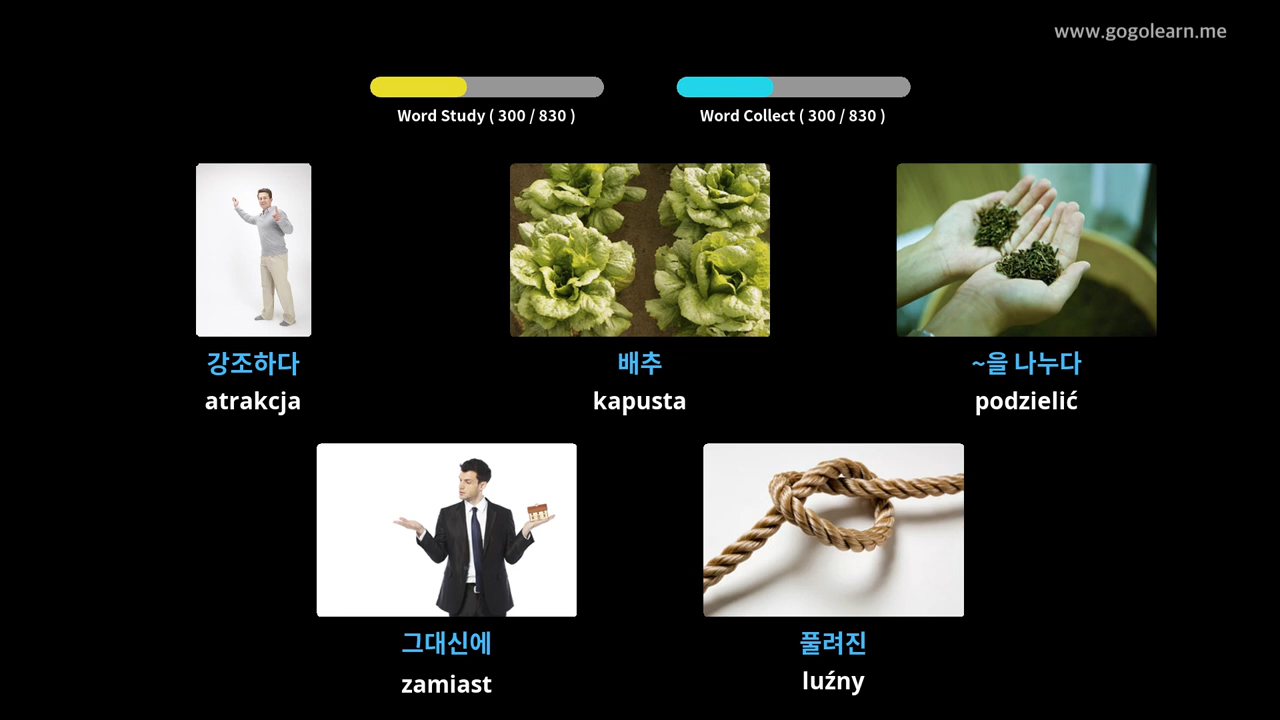 www.gogolearn.me
Word Study ( 300 / 830 )
Word Collect ( 300 / 830 )
강조하다
atrakcja
배추
kapusta
~을 나누다
podzielić
그대신에
zamiast
풀려진
luźny